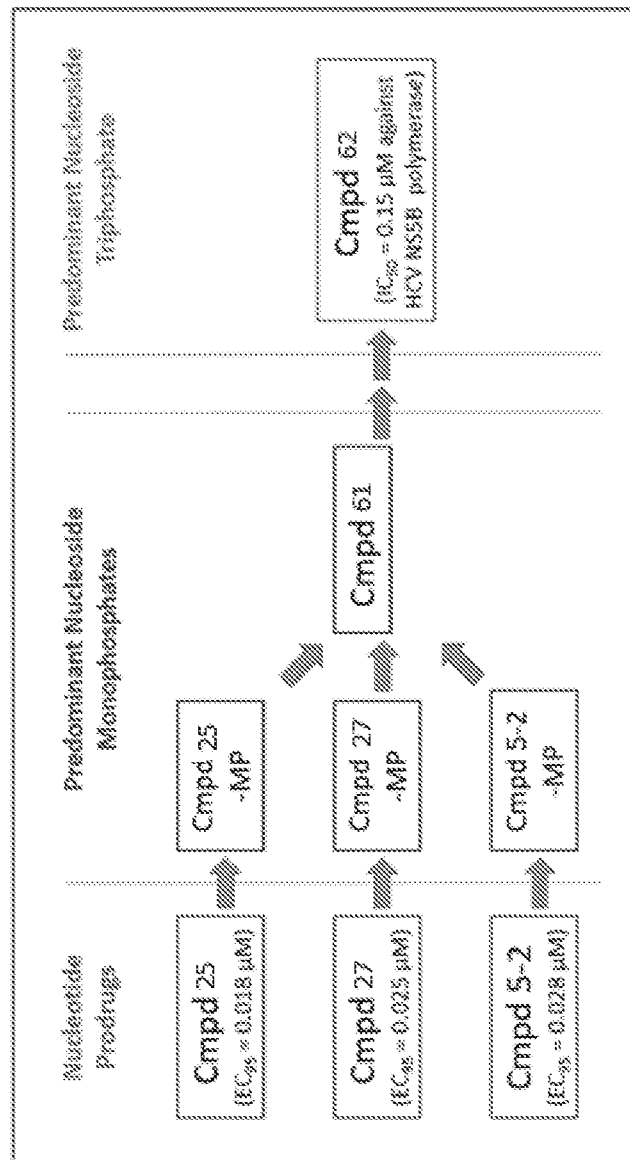 Nucleotide
Prodrugs
Predominant Nucleoside
Monophosphates
Predominant Nucleoside
Triphosphate
Cmpd 25
(EC95 = 0.018 µM)
Cmpd 25
-MP
Cmpd 27
(EC95 = 0.025 µM)
Cmpd 27
-MP
Cmpd 61
Cmpd 62
(IC50 = 0.15 µM against
HCV NS5B polymerase)
Cmpd 5-2
(EC95 = 0.028 µM)
Cmpd 5-2
-MP